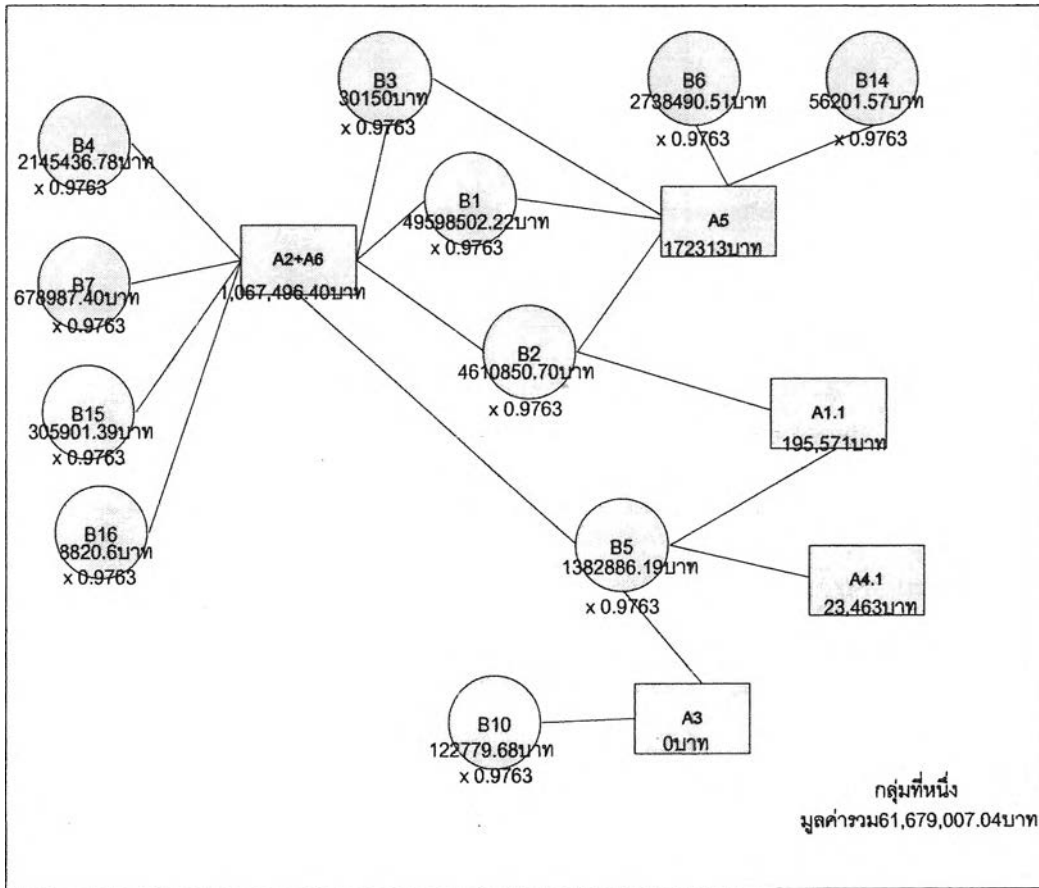 B3
30150บาท
x 0.9763
B6
2738490.51บาท
x 0.9763
B14
56201.57บาท
x 0.9763
B4
2145436.78บาท
x 0.9763
B1
49598502.22บาท
x 0.9763
A5
172313บาท
A2+A6
1,067,496.40บาท
B7
678987.40บาท
x 0.9763
B2
4610850.70บาท
x 0.9763
A1.1
195,571บาท
B15
305901.39บาท
x 0.9763
B16
8820.6บาท
x 0.9763
B5
1382886.19บาท
x 0.9763
A4.1
23,463บาท
B10
122779.68บาท
x 0.9763
A3
0บาท
กลุ่มที่หนึ่ง
มูลค่ารวม61,679,007.04บาท